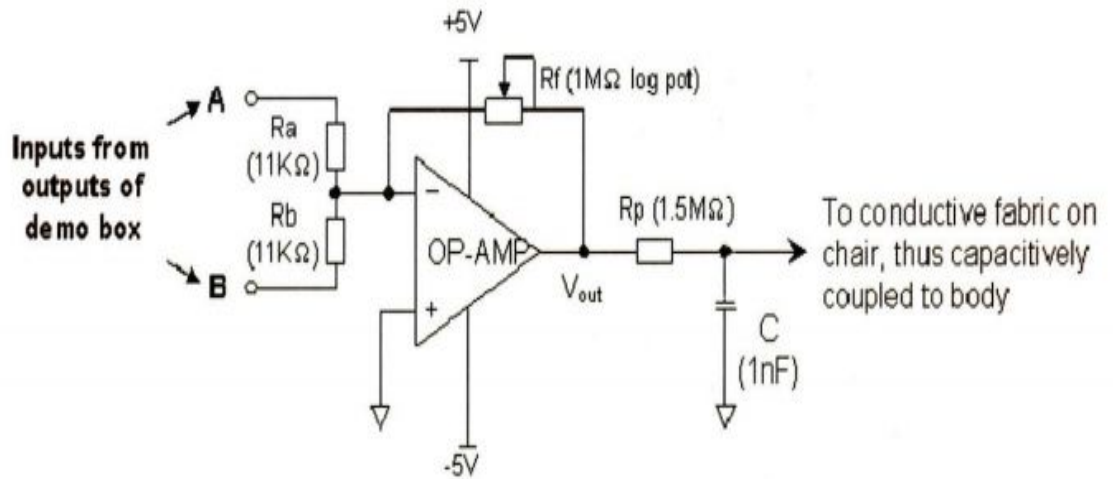 +5V
Rf (1MΩ log pot)
A
Ra
(11KΩ)
Inputs from
outputs of
demo box
Rb
(11KΩ)
B
−
OP-AMP
+
Vout
Rp (1.5MΩ)
To conductive fabric on
chair, thus capacitively
coupled to body
C
(1nF)
-5V